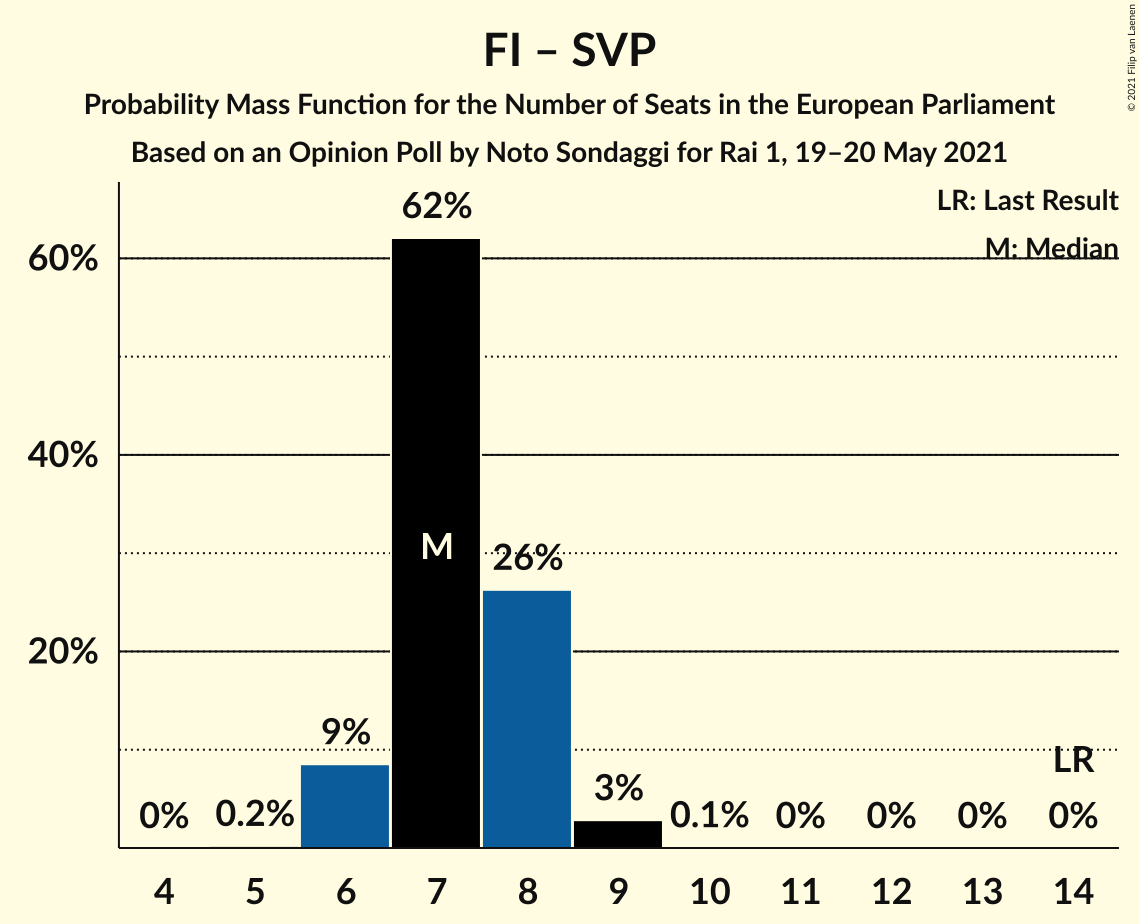 FI – SVP
Probability Mass Function for the Number of Seats in the European Parliament
Based on an Opinion Poll by Noto Sondaggi for Rai 1, 19–20 May 2021
© 2021 Filip van Laenen
LR: Last Result
M: Median
60%
40%
20%
62%
M
26%
9%
3%
LR
0%
0.2%
0.1%
0%
0%
0%
0%
4 5 6 7 8 9 10 11 12 13 14